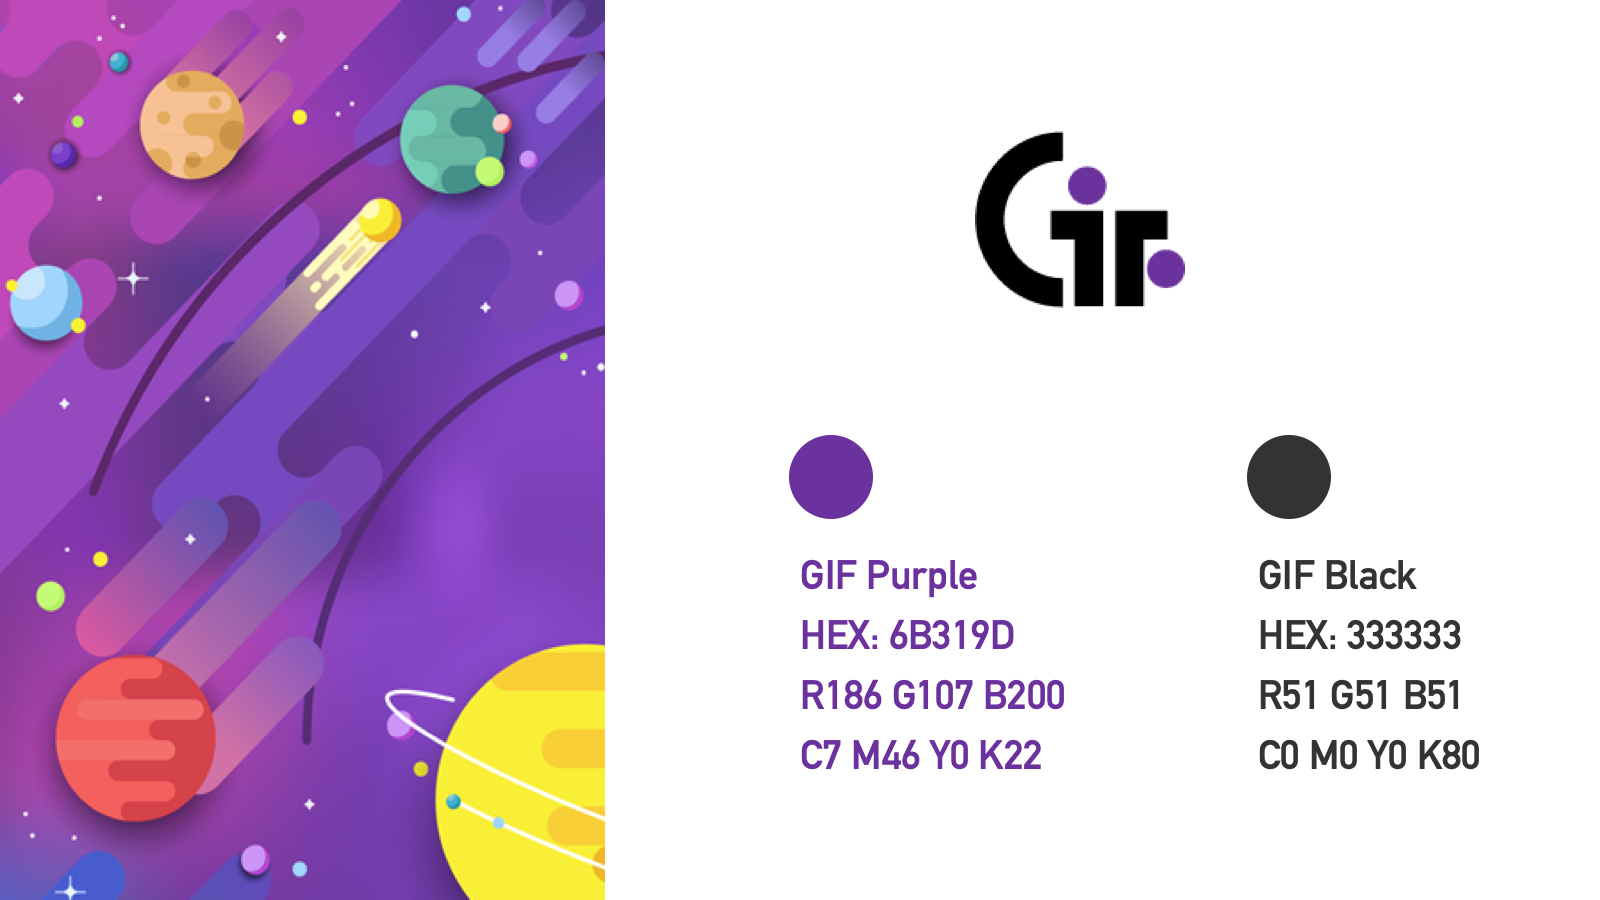 GiF
GIF Purple
HEX: 6B319D
R186 G107 B200
C7 M46 Y0 K22
GIF Black
HEX: 333333
R51 G51 B51
C0 M0 Y0 K80